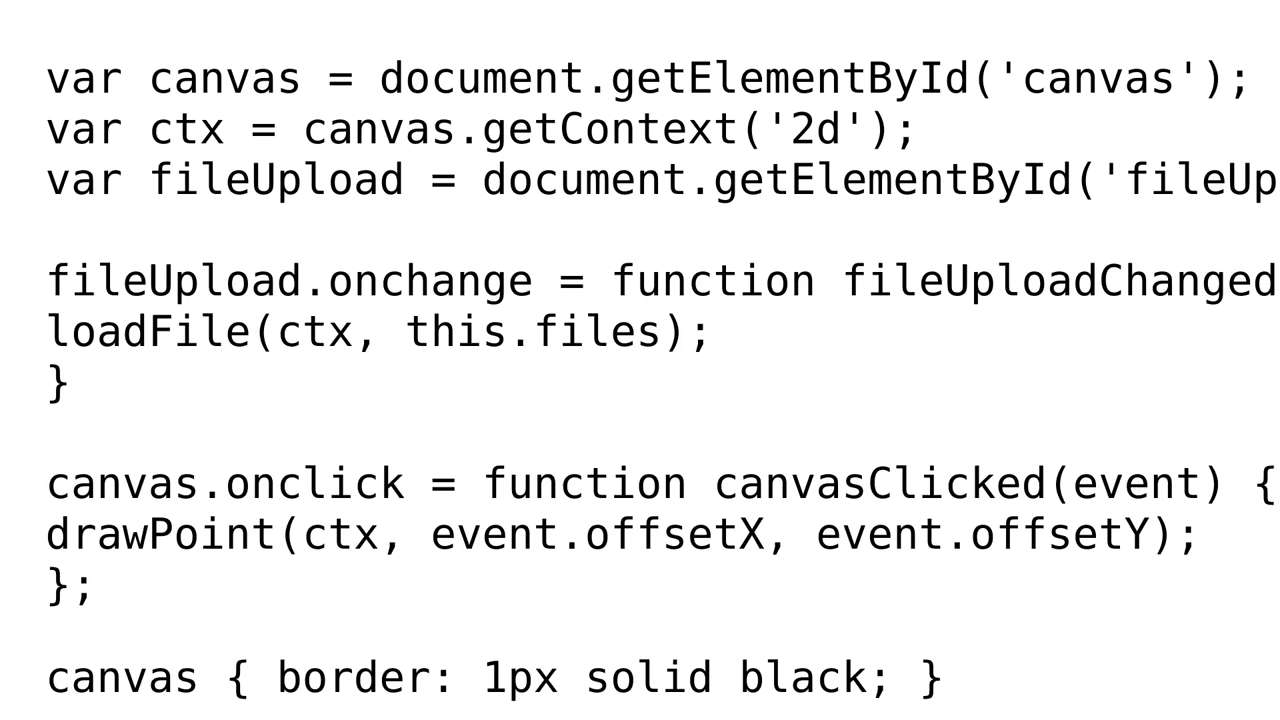 var canvas = document.getElementById('canvas');
var ctx = canvas.getContext('2d');
var fileUpload = document.getElementById('fileUp
fileUpload.onchange = function fileUploadChanged
loadFile(ctx, this.files);
}
canvas.onclick = function canvasClicked(event) {
drawPoint(ctx, event.offsetX, event.offsetY);
};
canvas { border: 1px solid black; }